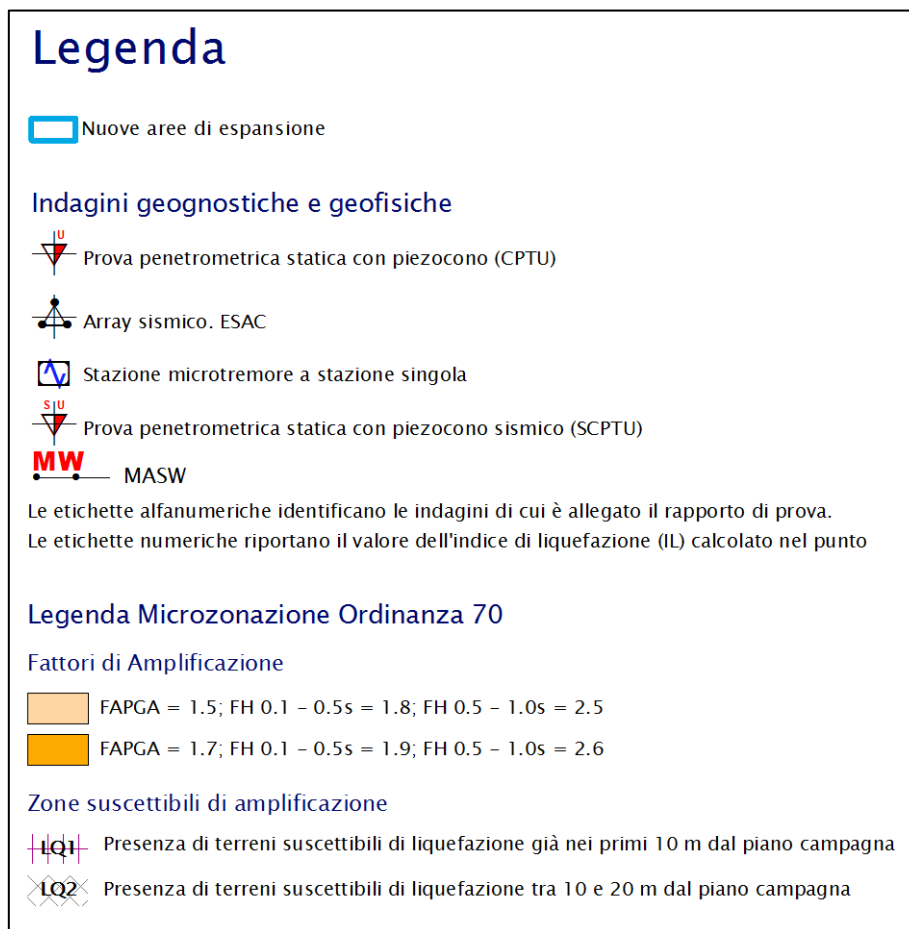 Legenda
Nuove aree di espansione
Indagini geognostiche e geofisiche
U
Prova penetrometrica statica con piezocono (CPTU)
Array sismico. ESAC
Stazione microtremore a stazione singola
S U
Prova penetrometrica statica con piezocono sismico (SCPTU)
MW
MASW
Le etichette alfanumeriche identificano le indagini di cui è allegato il rapporto di prova.
Le etichette numeriche riportano il valore dell'indice di liquefazione (IL) calcolato nel punto
Legenda Microzonazione Ordinanza 70
Fattori di Amplificazione
FAPGA = 1.5; FH 0.1 – 0.5s = 1.8; FH 0.5 – 1.0s = 2.5
FAPGA = 1.7; FH 0.1 – 0.5s = 1.9; FH 0.5 – 1.0s = 2.6
Zone suscettibili di amplificazione
LQ1 Presenza di terreni suscettibili di liquefazione già nei primi 10 m dal piano campagna
LQ2 Presenza di terreni suscettibili di liquefazione tra 10 e 20 m dal piano campagna